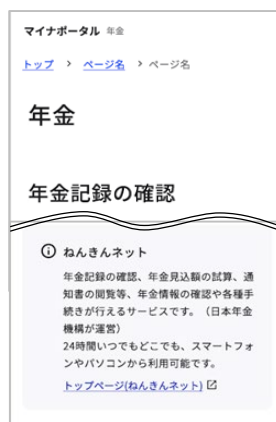 マイナポータル 年金
トップ > ページ名 > ページ名
年金
年金記録の確認
ねんきんネット
年金記録の確認、年金見込額の試算、通
知書の閲覧等、年金情報の確認や各種手
続きが行えるサービスです。（日本年金
機構が運営）
24時間いつでもどこでも、スマートフォ
ンやパソコンから利用可能です。
トップページ(ねんきんネット)